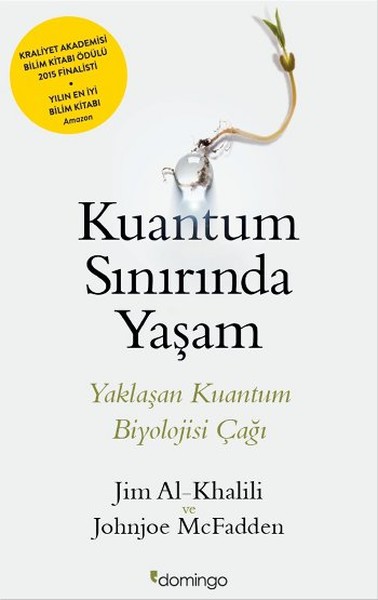 KRALİYET AKADEMİSİ
BİLİM KİTABI ÖDÜLÜ
2015 FİNALİSTİ
•
YILIN EN İYİ
BİLİM KİTABI
Amazon
Kuantum
Sınırında
Yaşam
Yaklaşan Kuantum
Biyolojisi Çağı
Jim Al-Khalili
ve
Johnjoe McFadden
domingo